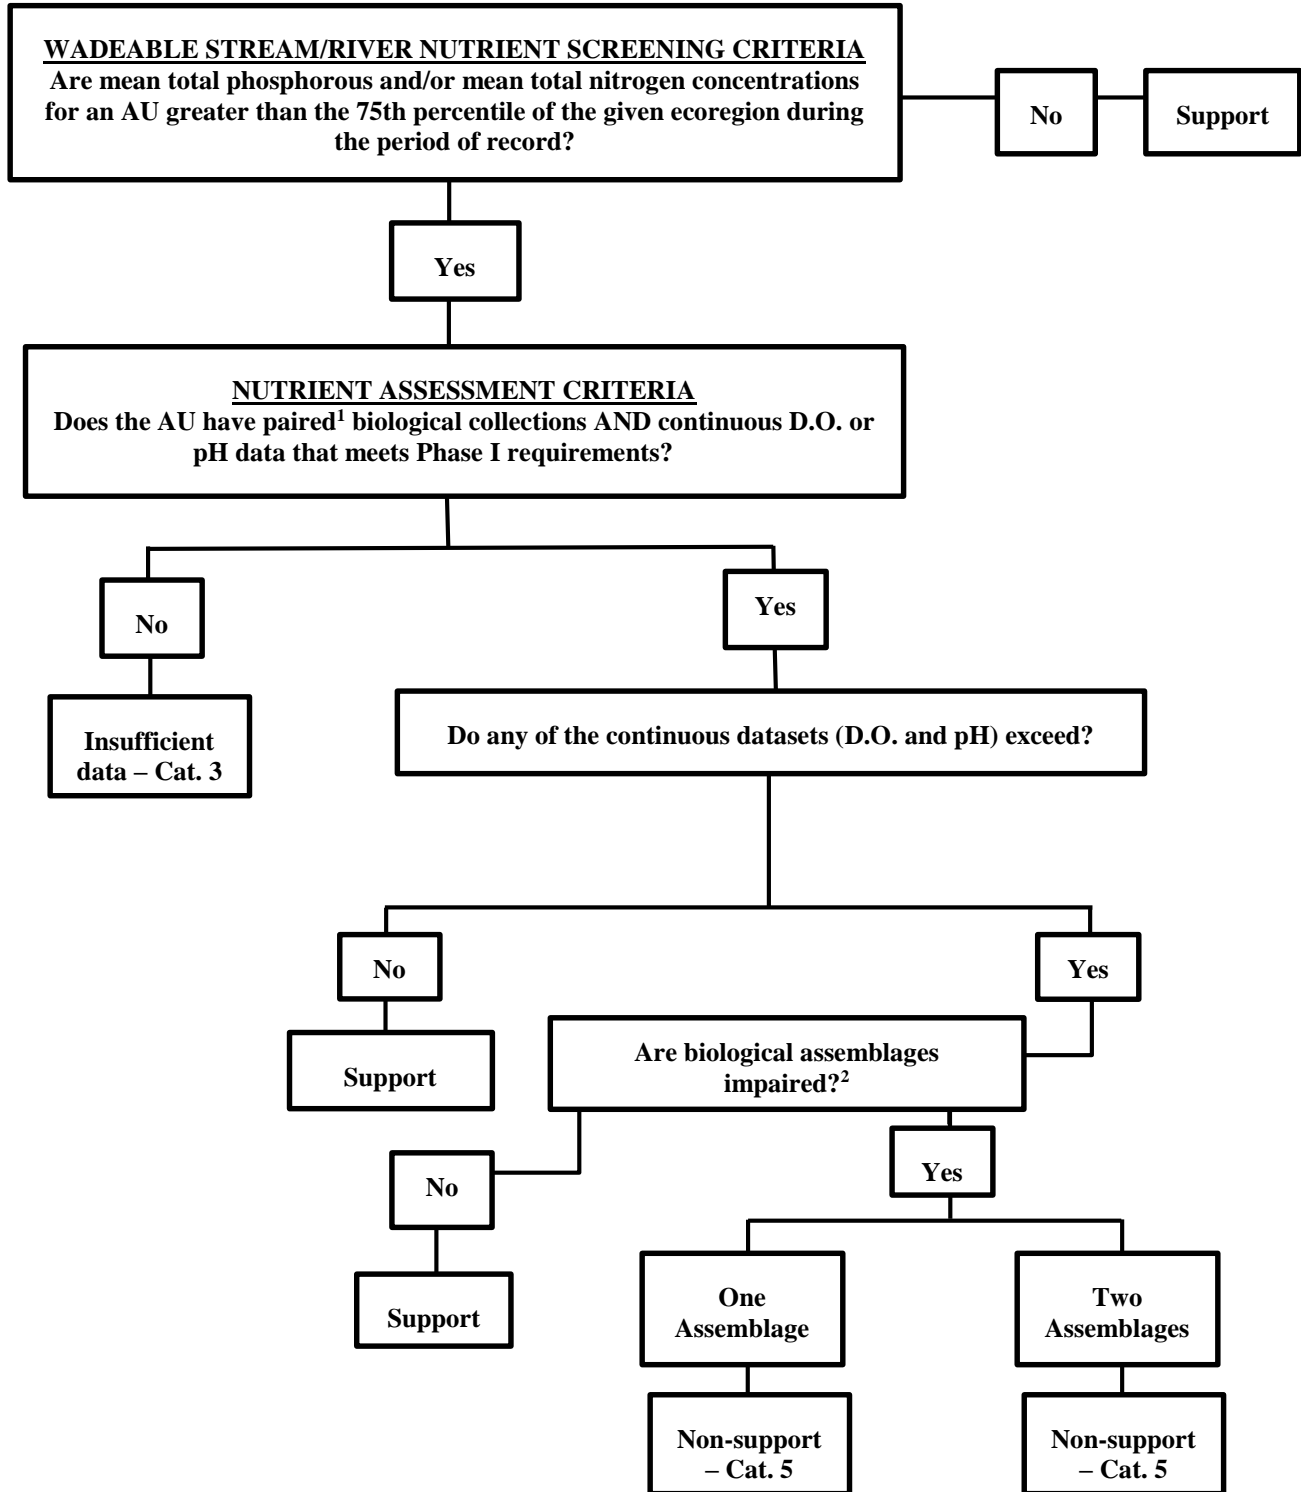 WADEABLE STREAM/RIVER NUTRIENT SCREENING CRITERIA
Are mean total phosphorous and/or mean total nitrogen concentrations
for an AU greater than the 75th percentile of the given ecoregion during
the period of record?
No
Support
Yes
NUTRIENT ASSESSMENT CRITERIA
Does the AU have paired¹ biological collections AND continuous D.O. or
pH data that meets Phase I requirements?
No
Yes
Insufficient
data – Cat. 3
Do any of the continuous datasets (D.O. and pH) exceed?
No
Yes
Support
Are biological assemblages
impaired?²
No
Yes
Support
One
Assemblage
Two
Assemblages
Non-support
– Cat. 5
Non-support
– Cat. 5